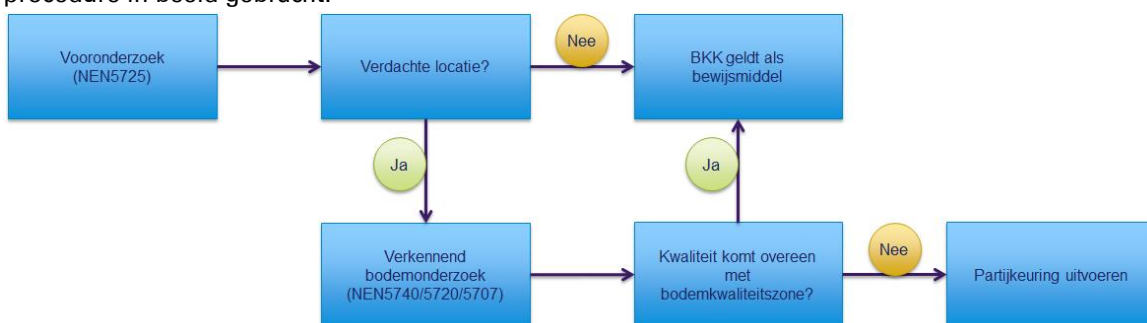 procedure in beeld gebracht.
Vooronderzoek
(NEN5725)
Verdachte locatie?
Nee
BKK geldt als
bewijsmiddel
Ja
Ja
Verkennend
bodemonderzoek
(NEN5740/5720/5707)
Kwaliteit komt overeen
met
bodemkwaliteitszone?
Nee
Partijkeuring uitvoeren